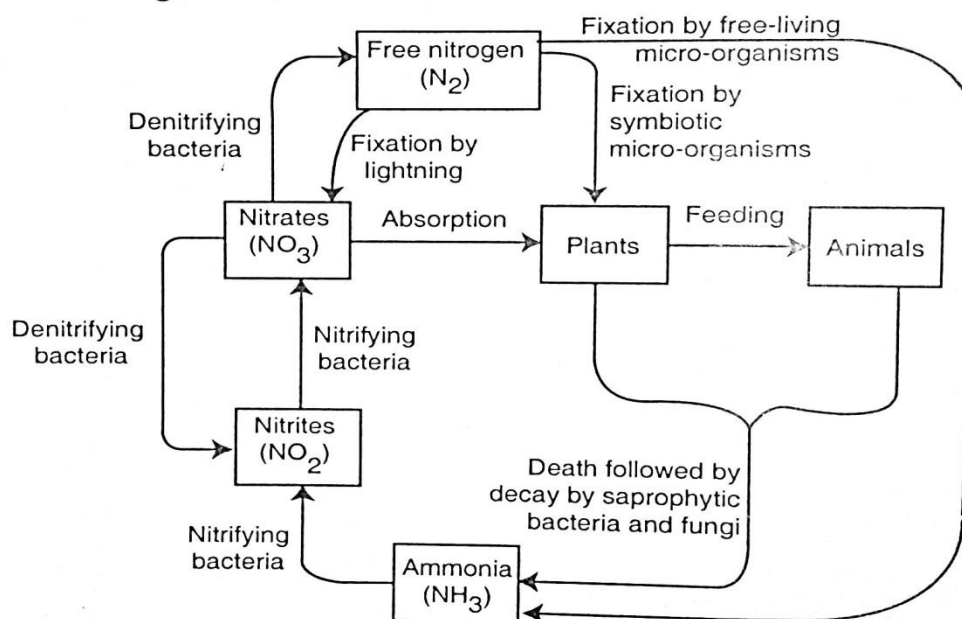 Free nitrogen
(N2)
Fixation by free-living
micro-organisms
Denitrifying
bacteria
Fixation by
lightning
Fixation by
symbiotic
micro-organisms
Nitrates
(NO3)
Absorption
Plants
Feeding
Animals
Denitrifying
bacteria
Nitrifying
bacteria
Nitrites
(NO2)
Death followed by
decay by saprophytic
bacteria and fungi
Nitrifying
bacteria
Ammonia
(NH3)